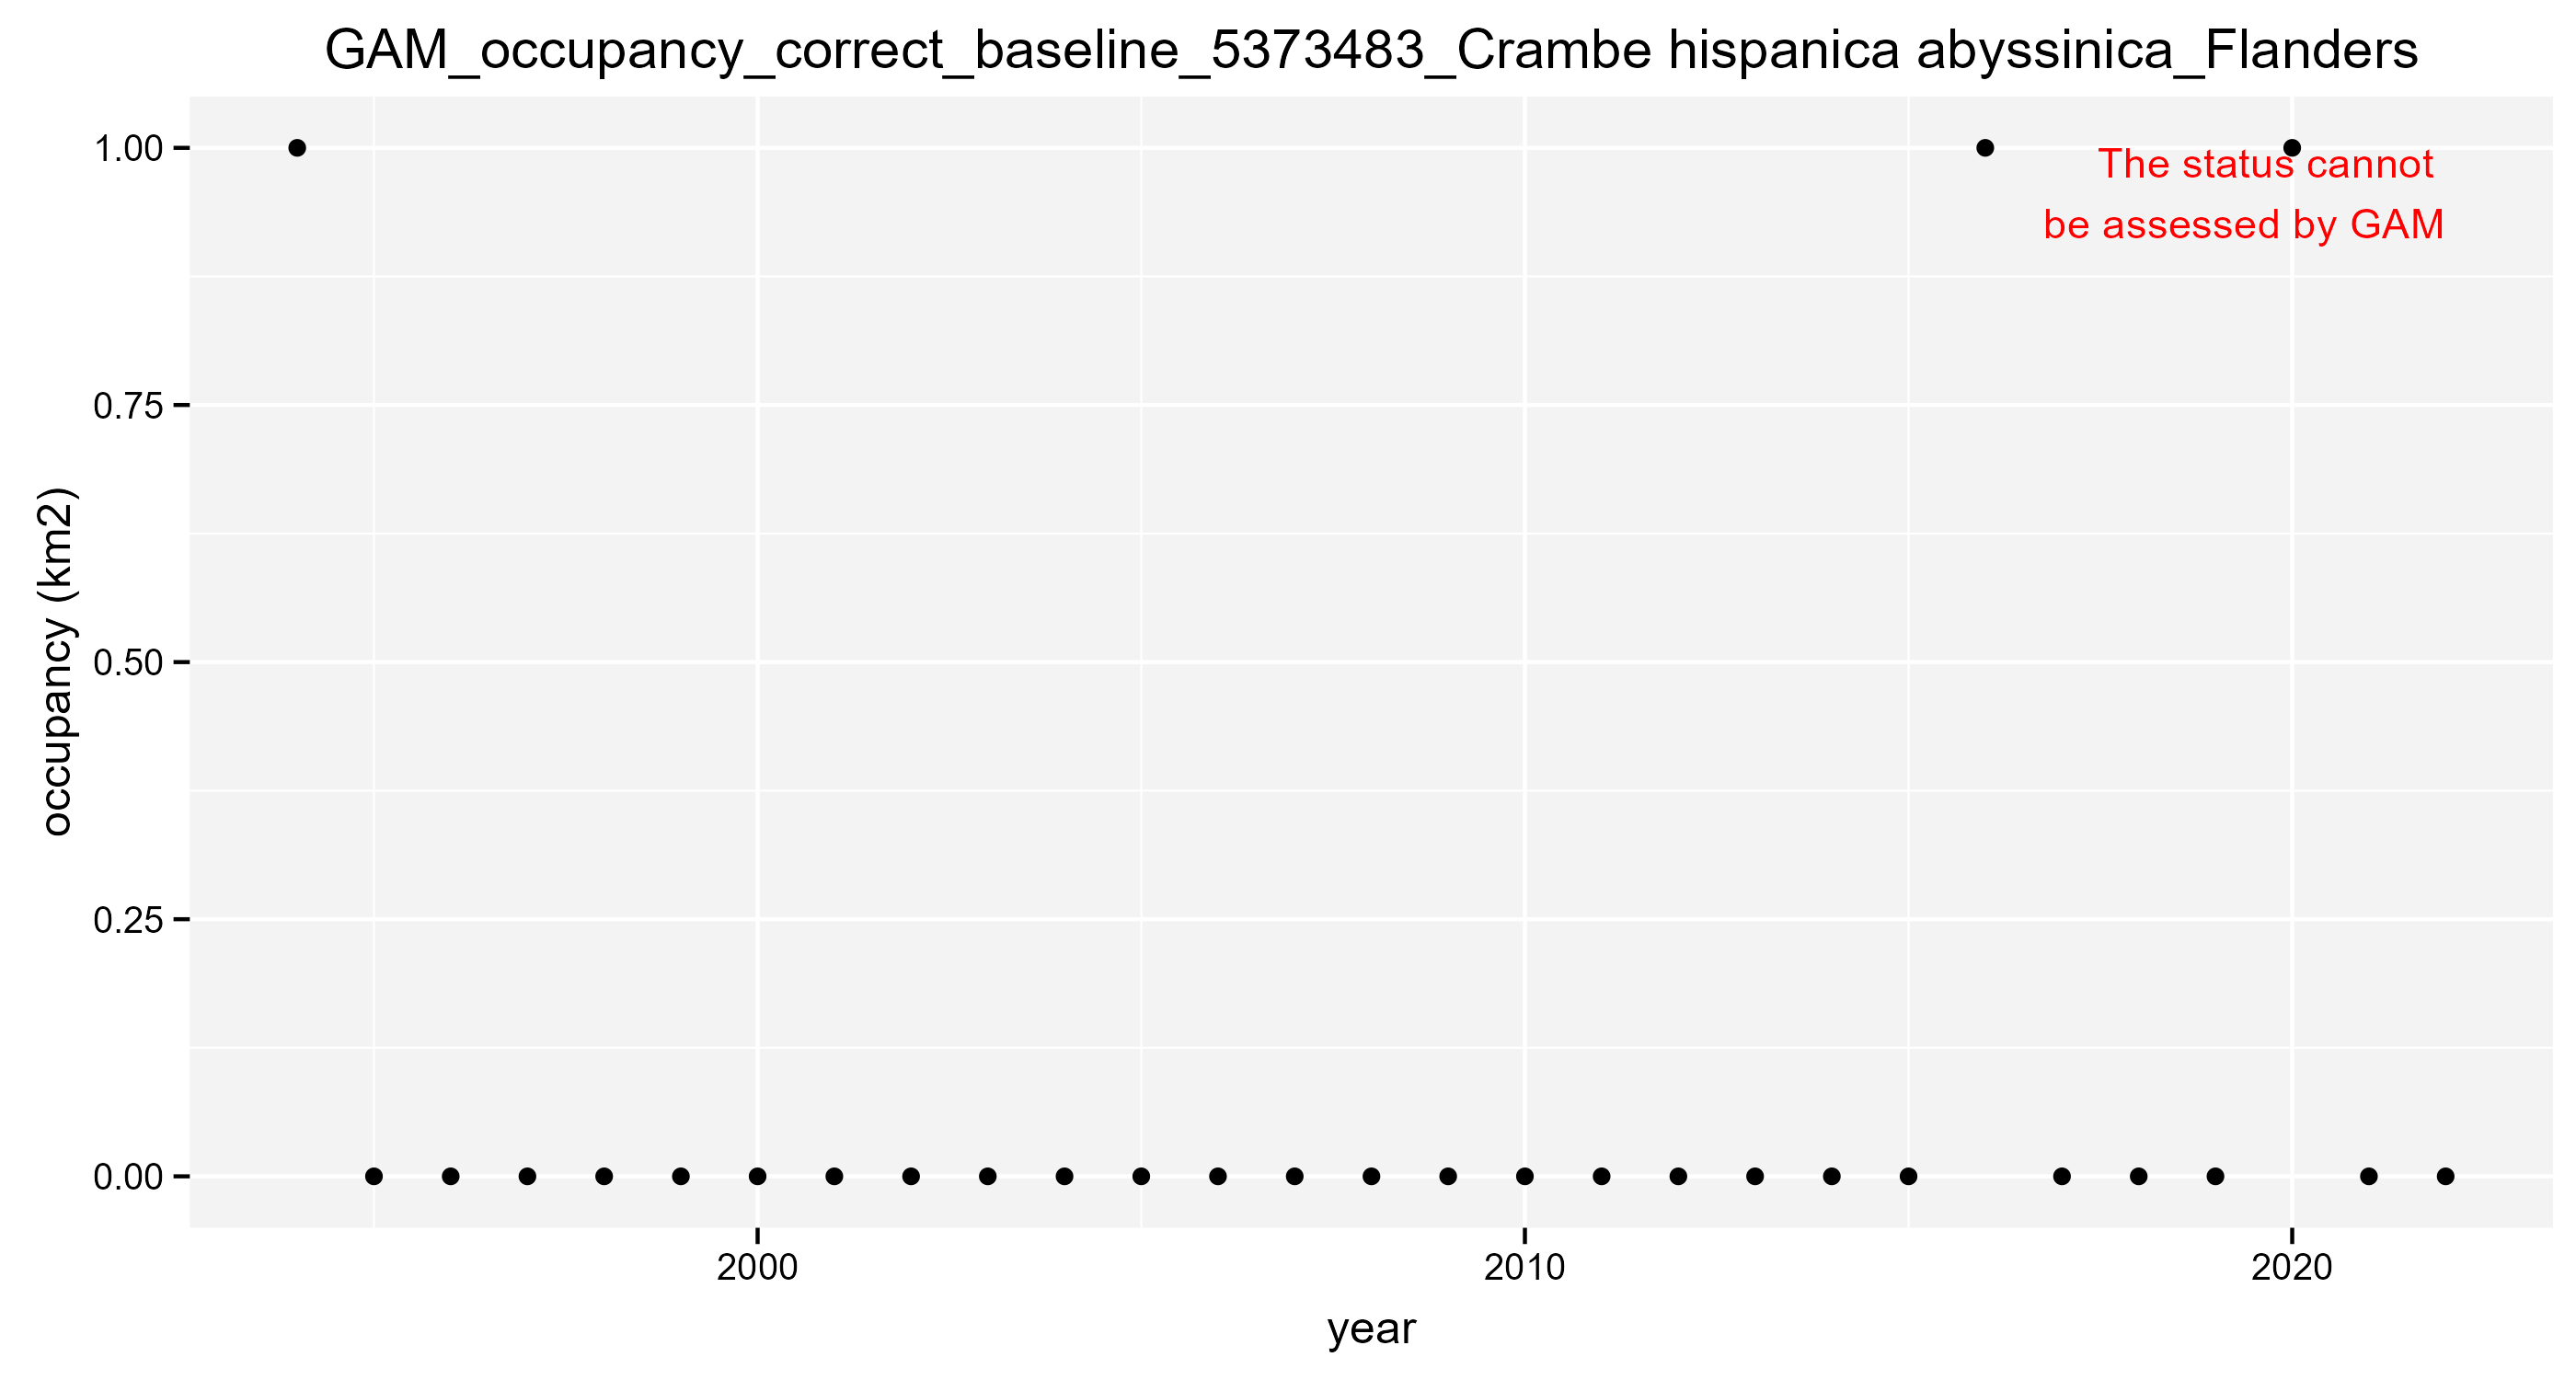 GAM_occupancy_correct_baseline_5373483_Crambe hispanica abyssinica_Flanders
1.00
The status cannot
be assessed by GAM
0.75
0.50
0.25
0.00
occupancy (km2)
2000
2010
2020
year